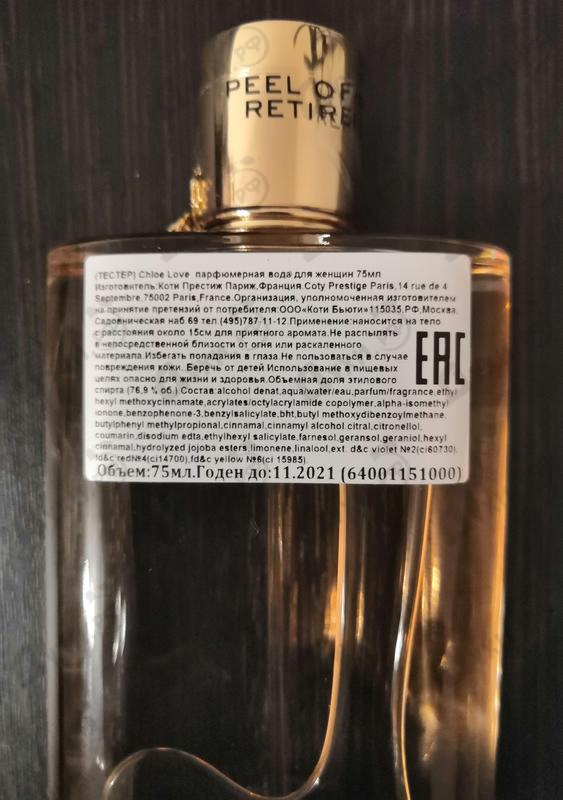 PEEL OFF
RETIRER
(ТЕСТЕР) Chloe Love парфюмерная вода для женщин 75мл
Изготовитель:Коти Престиж Париж,Франция.Coty Prestige Paris,14 rue de 4
Septembre,75002 Paris,France.Организация, уполномоченная изготовителем
на принятие претензий от потребителя:ООО«Коти Бьюти»115035,РФ,Москва,
Садовническая наб 69 тел.(495)787-11-12.Применение:наносится на тело
с расстояния около 15см для приятного аромата.Не распылять
в непосредственной близости от огня или раскаленного
материала.Избегать попадания в глаза.Не пользоваться в случае
повреждения кожи. Беречь от детей.Использование в пищевых
целях опасно для жизни и здоровья.Объемная доля этилового
спирта (76,9 % об.) Состав:alcohol denat,aqua/water/eau,parfum/fragrance,ethyl
hexyl methoxycinnamate,acrylates/octylacrylamide copolymer,alpha-isomethyl
ionone,benzophenone-3,benzylsalicylate,bht,butyl methoxydibenzoylmethane,
butylphenyl methylpropional,cinnamal,cinnamyl alcohol,citral,citronellol,
coumarin,disodium edta,ethylhexyl salicylate,farnesol,geransol,geraniol,hexyl
cinnamal,hydrolyzed jojoba esters,limonene,linalool,ext. d&c violet №2(ci60730),
fd&c red№4(ci14700),fd&c yellow №6(ci 15985)
EAC
Объем:75мл.Годен до:11.2021 (64001151000)